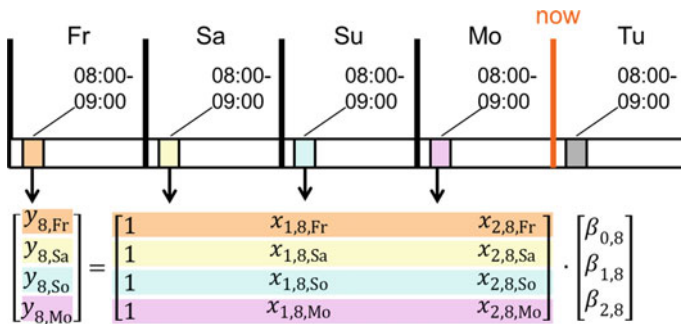 now
Fr Sa Su Mo Tu
08:00- 08:00- 08:00- 08:00- 08:00-
09:00 09:00 09:00 09:00 09:00
y8,Fr 1 x1,8,Fr x2,8,Fr
y8,Sa 1 x1,8,Sa x2,8,Sa β0,8
y8,So = 1 x1,8,So x2,8,So · β1,8
y8,Mo 1 x1,8,Mo x2,8,Mo β2,8